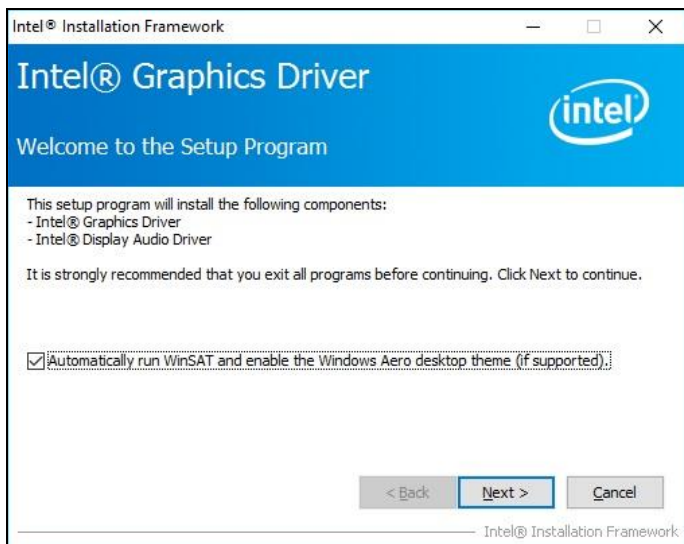 Intel® Installation Framework
Intel® Graphics Driver
intel
Welcome to the Setup Program
This setup program will install the following components:
- Intel® Graphics Driver
- Intel® Display Audio Driver
It is strongly recommended that you exit all programs before continuing. Click Next to continue.
Automatically run WinSAT and enable the Windows Aero desktop theme (if supported).
< Back
Next >
Cancel
Intel® Installation Framework